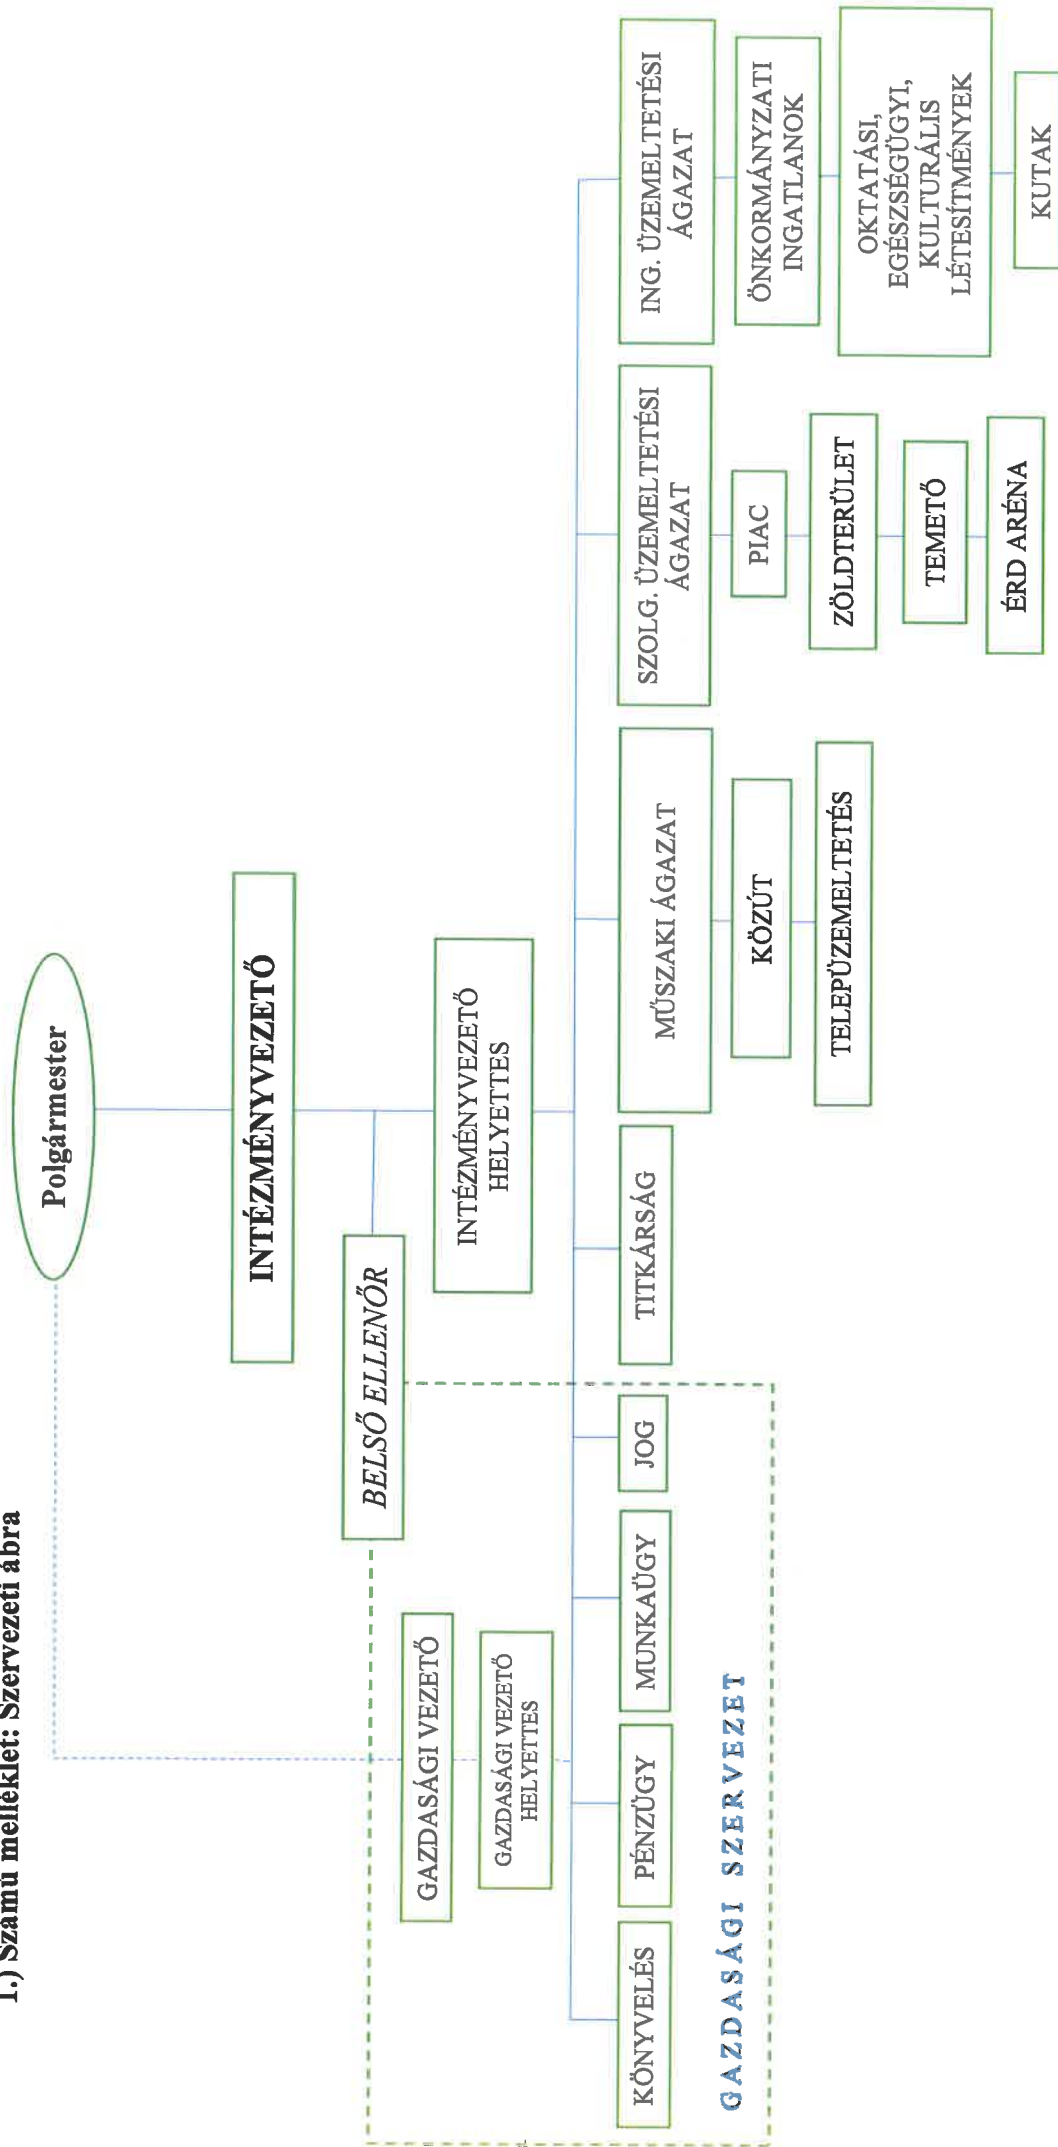 1.) Számú melléklet: Szervezeti ábra
Polgármester
INTÉZMÉNYVEZETŐ
BELSŐ ELLENŐR
INTÉZMÉNYVEZETŐ
HELYETTES
GAZDASÁGI VEZETŐ
GAZDASÁGI VEZETŐ
HELYETTES
KÖNYVELÉS
PÉNZÜGY
MUNKAÜGY
JOG
TITKÁRSÁG
MŰSZAKI ÁGAZAT
KÖZÚT
TELEPÜZEMELTETÉS
SZOLG. ÜZEMELTETÉSI
ÁGAZAT
PIAC
ZÖLDTERÜLET
TEMETŐ
ÉRD ARÉNA
ING. ÜZEMELTETÉSI
ÁGAZAT
ÖNKORMÁNYZATI
INGATLANOK
OKTATÁSI,
EGÉSZSÉGÜGYI,
KULTURÁLIS
LÉTESÍTMÉNYEK
KUTAK
GAZDASÁGI SZERVEZET